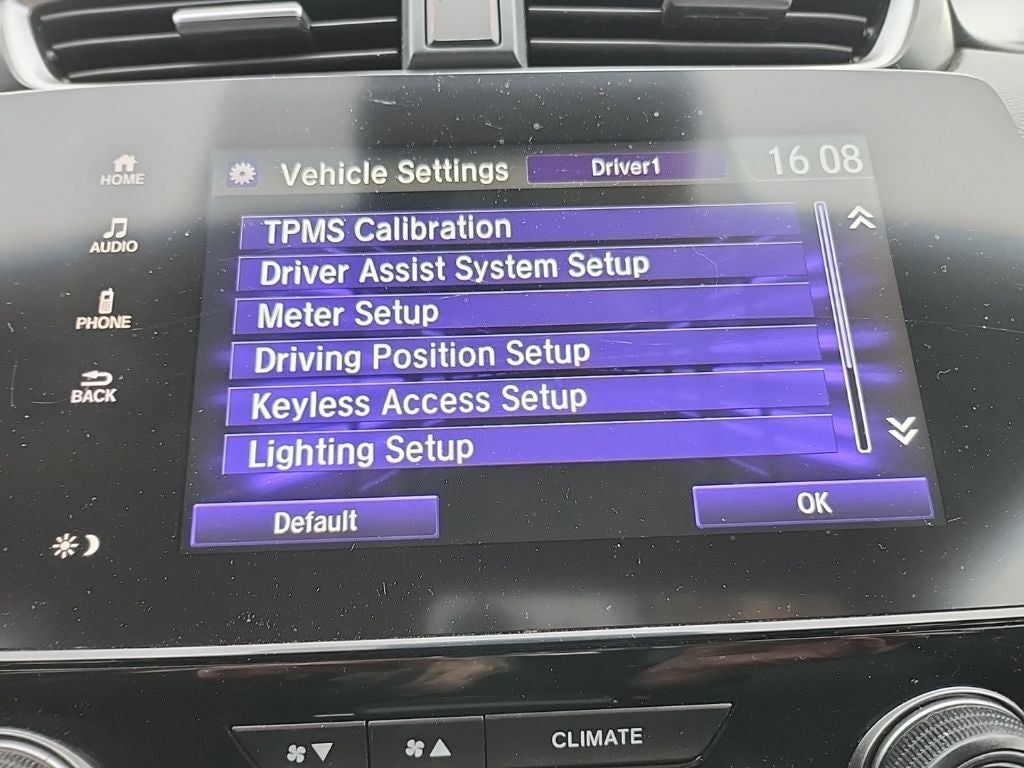 Vehicle Settings Driver1 16 08
HOME
TPMS Calibration
AUDIO
Driver Assist System Setup
Meter Setup
PHONE
Driving Position Setup
BACK
Keyless Access Setup
Lighting Setup
Default
OK
CLIMATE